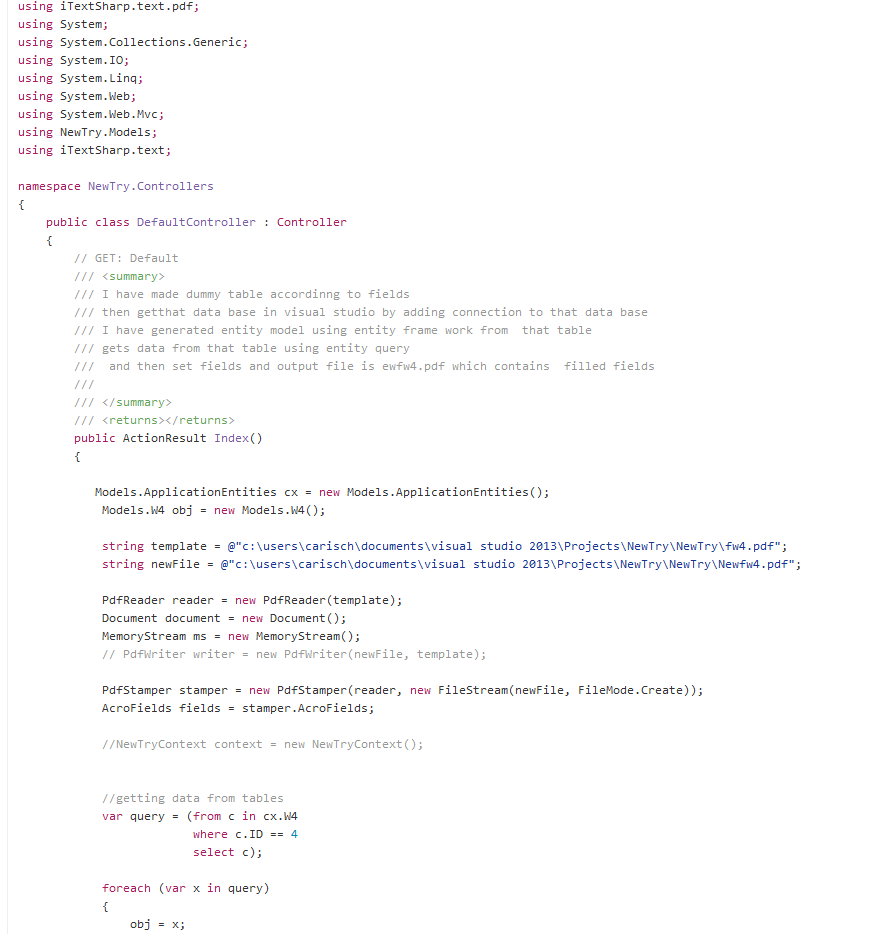 using iTextSharp.text.pdf;
using System;
using System.Collections.Generic;
using System.IO;
using System.Linq;
using System.Web;
using System.Web.Mvc;
using NewTry.Models;
using iTextSharp.text;

namespace NewTry.Controllers
{
    public class DefaultController : Controller
    {
        // GET: Default
        /// <summary>
        /// I have made dummy table accordinng to fields
        /// then getthat data base in visual studio by adding connection to that data base
        /// I have generated entity model using entity frame work from  that table
        /// gets data from that table using entity query
        ///  and then set fields and output file is ewfw4.pdf which contains  filled fields
        ///
        /// </summary>
        /// <returns></returns>
        public ActionResult Index()
        {

           Models.ApplicationEntities cx = new Models.ApplicationEntities();
            Models.W4 obj = new Models.W4();

            string template = @"c:\users\carisch\documents\visual studio 2013\Projects\NewTry\NewTry\fw4.pdf";
            string newFile = @"c:\users\carisch\documents\visual studio 2013\Projects\NewTry\NewTry\Newfw4.pdf";

            PdfReader reader = new PdfReader(template);
            Document document = new Document();
            MemoryStream ms = new MemoryStream();
            // PdfWriter writer = new PdfWriter(newFile, template);

            PdfStamper stamper = new PdfStamper(reader, new FileStream(newFile, FileMode.Create));
            AcroFields fields = stamper.AcroFields;

            //NewTryContext context = new NewTryContext();


            //getting data from tables
            var query = (from c in cx.W4
                         where c.ID == 4
                         select c);

            foreach (var x in query)
            {
                obj = x;